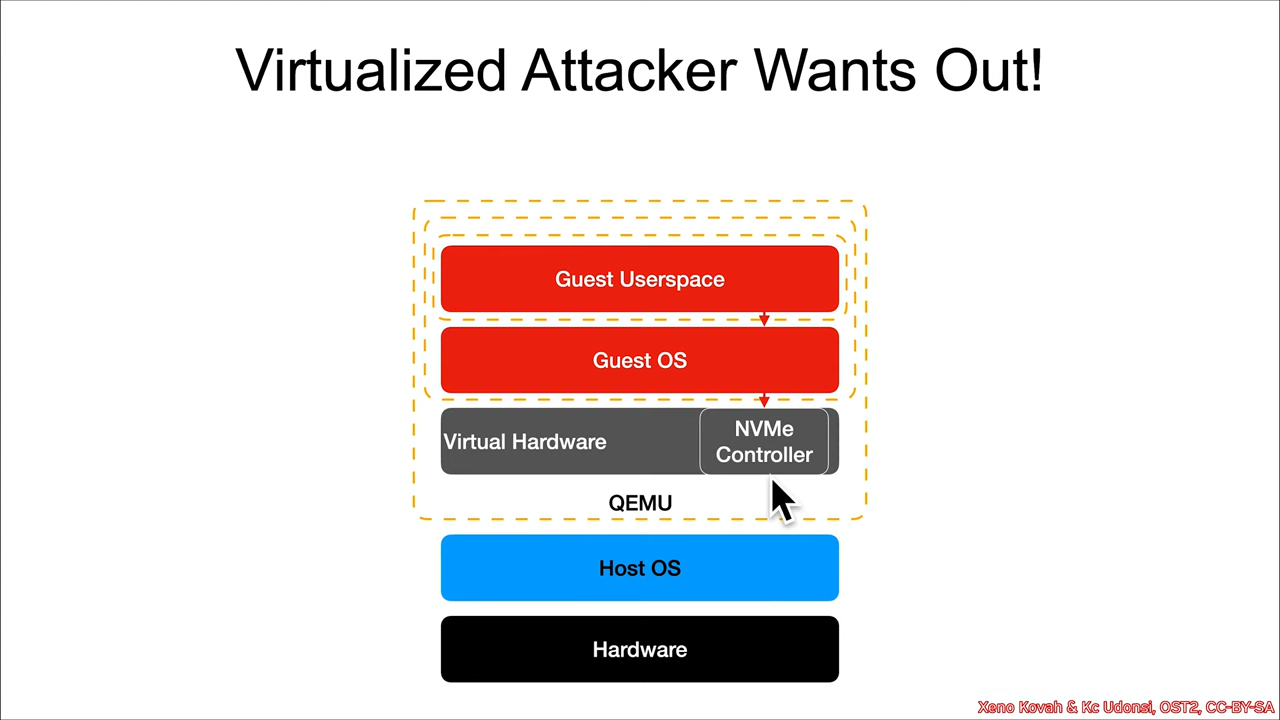 Virtualized Attacker Wants Out!
Guest Userspace
Guest OS
Virtual Hardware
NVMe
Controller
QEMU
Host OS
Hardware
Xeno Kovah & Kc Udonsi, OST2, CC-BY-SA